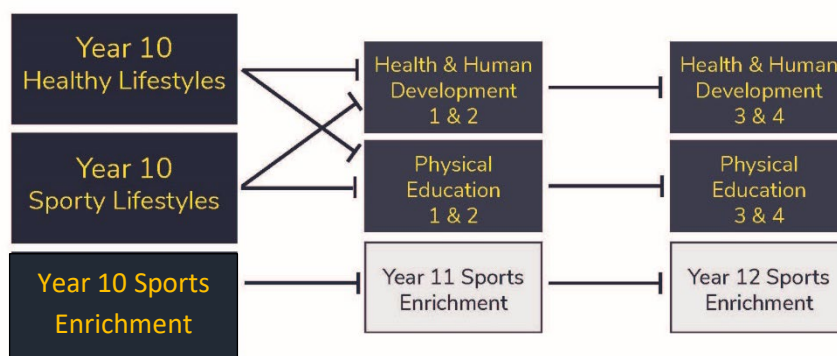 Year 10
Healthy Lifestyles
Year 10
Sporty Lifestyles
Year 10 Sports
Enrichment
Health & Human
Development
1 & 2
Physical
Education
1 & 2
Year 11 Sports
Enrichment
Health & Human
Development
3 & 4
Physical
Education
3 & 4
Year 12 Sports
Enrichment